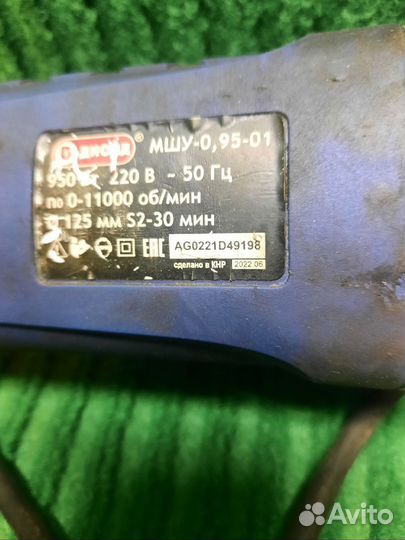 ДИОЛД® МШУ-0,95-01
950 Вт 220 В ~ 50 Гц
n₀ 0-11000 об/мин
125 мм S2-30 мин
EAC AG0221D49198
сделано в КНР 2022.06
Avito